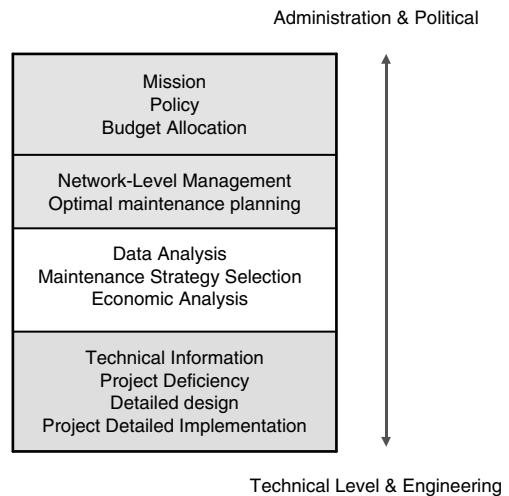 Administration & Political
Mission
Policy
Budget Allocation
Network-Level Management
Optimal maintenance planning
Data Analysis
Maintenance Strategy Selection
Economic Analysis
Technical Information
Project Deficiency
Detailed design
Project Detailed Implementation
Technical Level & Engineering